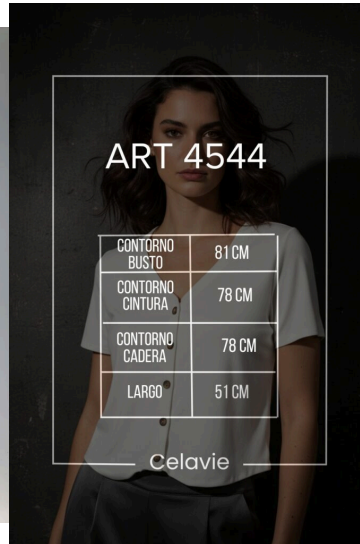 ART 4544
CONTORNO
BUSTO
81 CM
CONTORNO
CINTURA
78 CM
CONTORNO
CADERA
78 CM
LARGO
51 CM
Celavie